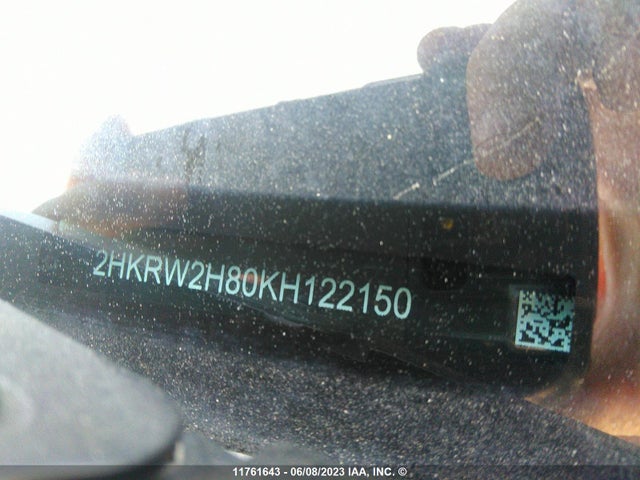 2HKRW2H80KH122150
11761643 - 06/08/2023 IAA, INC. ©